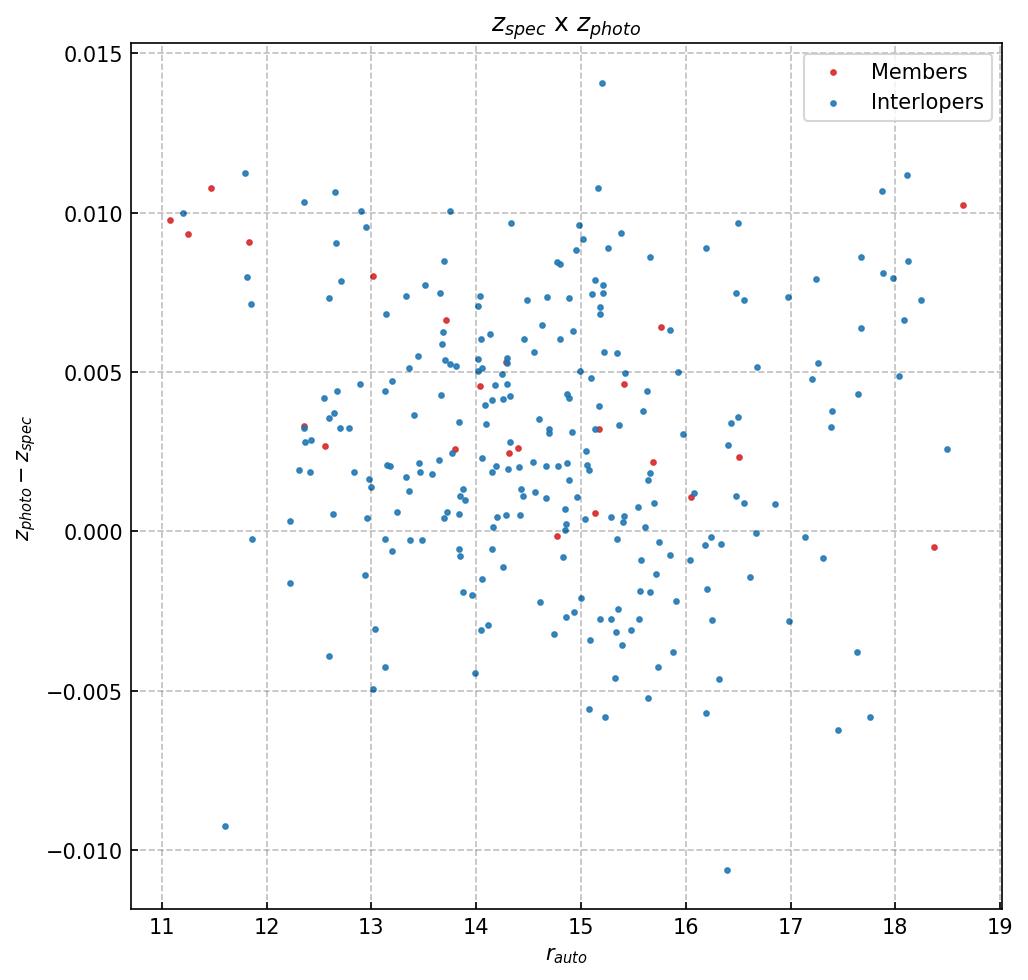 z_spec x z_photo
Members
Interlopers
0.015
0.010
0.005
0.000
−0.005
−0.010
z_photo − z_spec
11 12 13 14 15 16 17 18 19
r_auto